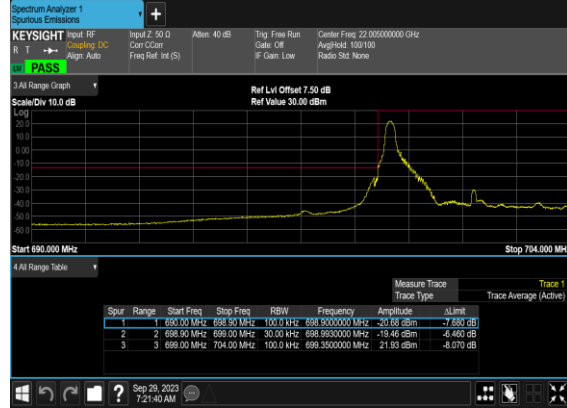 Spectrum Analyzer 1
Spurious Emissions
+
KEYSIGHT Input: RF
R T Coupling: DC
Align: Auto
Input Z: 50 Ω
Corr CCorr
Freq Ref: Int (S)
Atten: 40 dB
Trig: Free Run
Gate: Off
IF Gain: Low
Center Freq: 22.005000000 GHz
Avg|Hold: 100/100
Radio Std: None
PASS
3 All Range Graph
Scale/Div 10.0 dB
Ref Lvl Offset 7.50 dB
Ref Value 30.00 dBm
Log
20.0
10.0
0.00
-10.0
-20.0
-30.0
-40.0
-50.0
-60.0
Start 690.000 MHz
Stop 704.000 MH
4 All Range Table
Measure Trace Trace 1
Trace Type Trace Average (Active)
Spur Range Start Freq Stop Freq RBW Frequency Amplitude ΔLimit
1 1 690.00 MHz 698.90 MHz 100.0 kHz 698.9000000 MHz -20.68 dBm -7.680 dB
2 2 698.90 MHz 699.00 MHz 30.00 kHz 698.9930000 MHz -19.46 dBm -6.460 dB
3 3 699.00 MHz 704.00 MHz 100.0 kHz 699.3500000 MHz 21.93 dBm -8.070 dB
?
Sep 29, 2023
7:21:40 AM